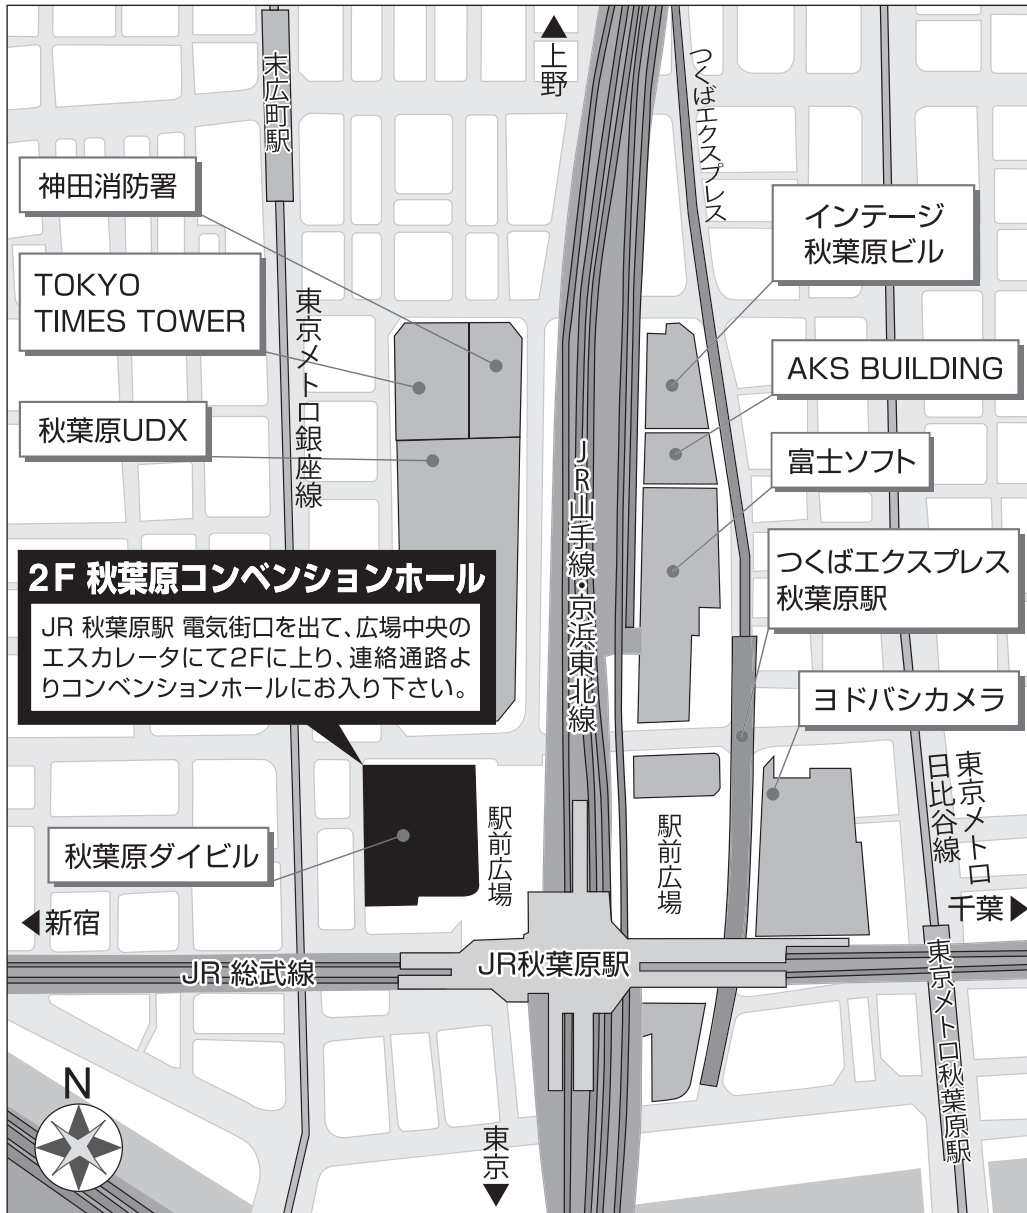 上野
末広町駅
つくばエクスプレス
神田消防署
インテージ
秋葉原ビル
TOKYO
TIMES TOWER
東京メトロ銀座線
AKS BUILDING
秋葉原UDX
JR山手線・京浜東北線
富士ソフト
2F 秋葉原コンベンションホール
JR 秋葉原駅 電気街口を出て、広場中央の
エスカレータにて2Fに上り、連絡通路よ
りコンベンションホールにお入り下さい。
つくばエクスプレス
秋葉原駅
ヨドバシカメラ
東京メトロ
日比谷線
秋葉原ダイビル
駅前広場
駅前広場
新宿
千葉
JR 総武線
JR秋葉原駅
東京メトロ秋葉原駅
N
東京